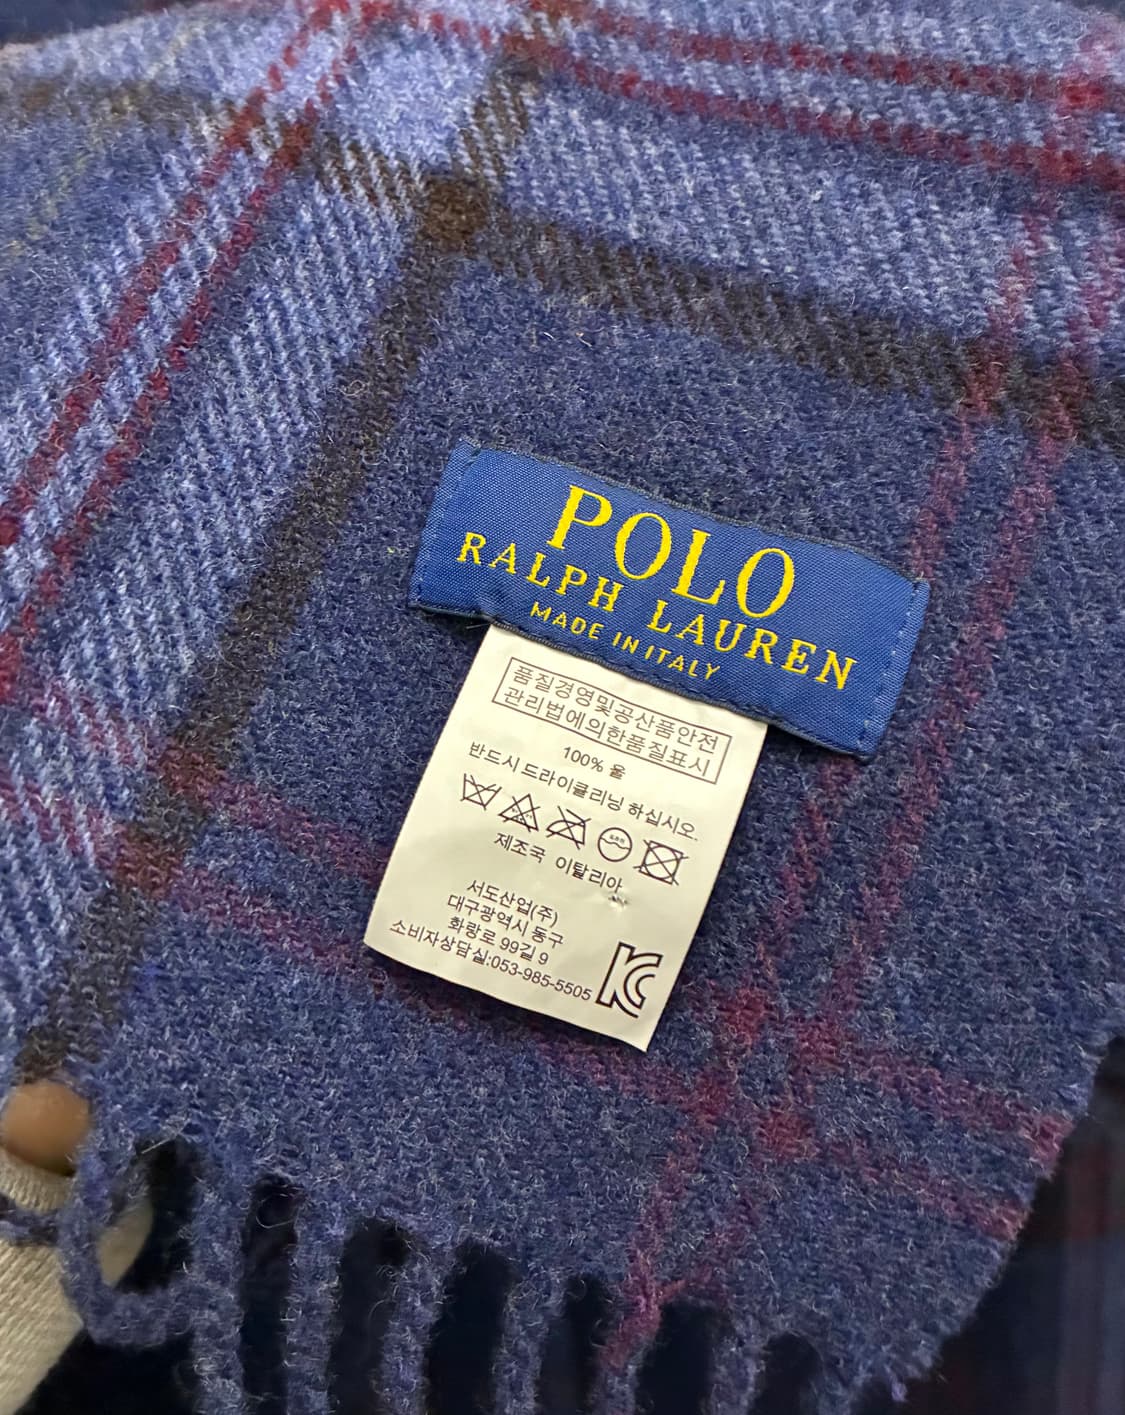 POLO
RALPH LAUREN
MADE IN ITALY
품질경영및공산품안전
관리법에의한품질표시
100% 울
반드시 드라이클리닝 하십시오.
제조국 이탈리아
서도산업(주)
대구광역시 동구
화랑로 99길 9
소비자상담실:053-985-5505
KC